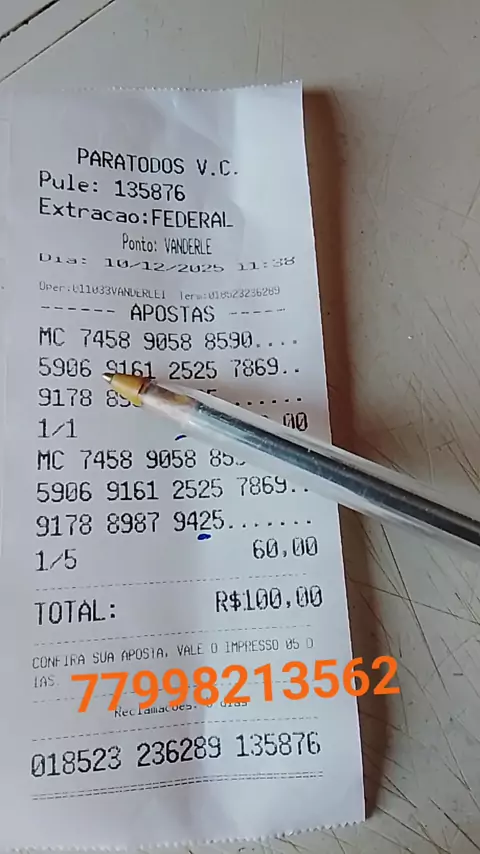 PARATODOS V.C.
Pule: 135876
Extracao:FEDERAL
Ponto: VANDERLE
Dia: 10/12/2025 11:38
Oper:011033VANDERLEI Term:018523236289
------ APOSTAS -----
MC 7458 9058 8590....
5906 9161 2525 7869..
9178
1/1 00
MC 7458 9058
5906 9161 2525 7869..
9178 8987 9425.......
1/5 60,00
TOTAL: R$100,00
CONFIRA SUA APOSTA, VALE O IMPRESSO 05 D
IAS.
77998213562
018523 236289 135876